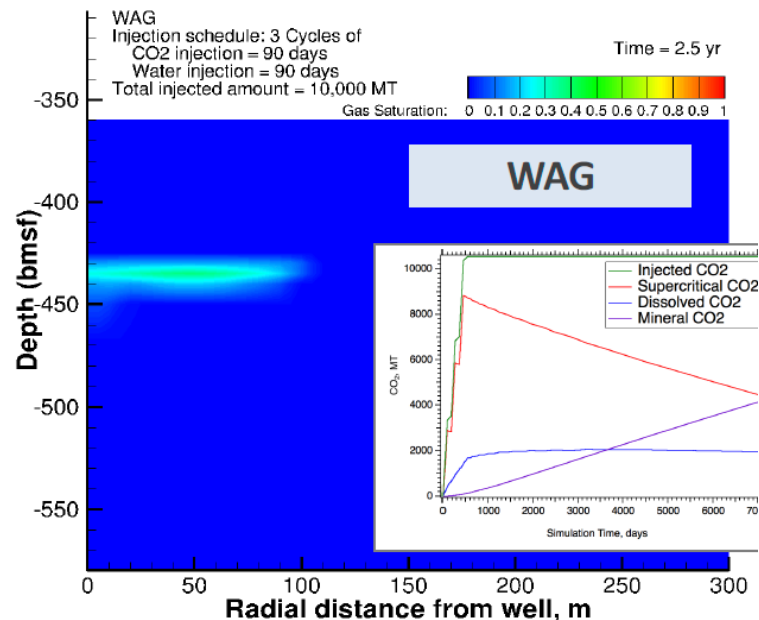 WAG
Injection schedule: 3 Cycles of
CO2 injection = 90 days
Water injection = 90 days
Total injected amount = 10,000 MT
Time = 2.5 yr
Gas Saturation: 0 0.1 0.2 0.3 0.4 0.5 0.6 0.7 0.8 0.9 1
WAG
Depth (bmsf)
-350
-400
-450
-500
-550
0 50 100 150 200 250 300
Radial distance from well, m
Injected CO2
Supercritical CO2
Dissolved CO2
Mineral CO2
CO₂, MT
10000
8000
6000
4000
2000
0
0 1000 2000 3000 4000 5000 6000
Simulation Time, days